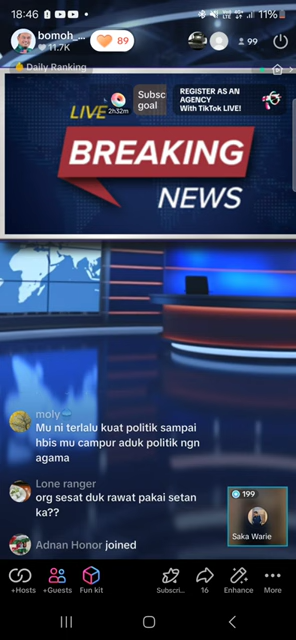 18:46
11%
bomoh_...
11.7K
89
99
Daily Ranking
LIVE
2h32m
Subsc
goal
REGISTER AS AN
AGENCY
With TikTok LIVE!
BREAKING
NEWS
moly
Mu ni terlalu kuat politik sampai
hbis mu campur aduk politik ngn
agama
Lone ranger
org sesat duk rawat pakai setan
ka??
199
Saka Warie
Adnan Honor joined
+Hosts
+Guests
Fun kit
Subscri...
16
Enhance
More